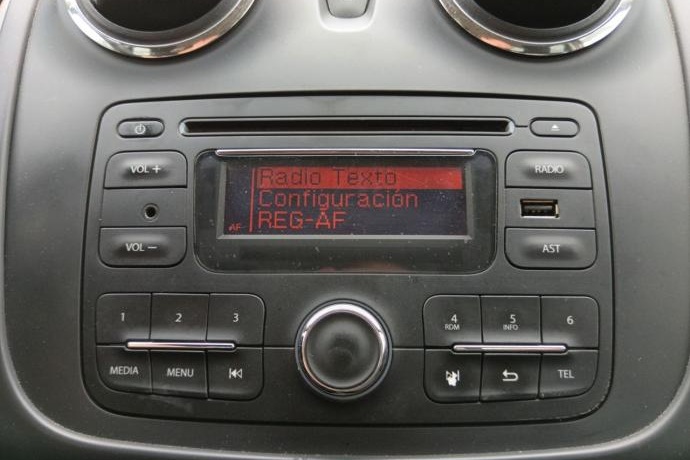 VOL +
RADIO
Radio Texto
Configuración
AF REG-AF
VOL −
AST
1 2 3
4 5 6
RDM INFO
MEDIA MENU
TEL